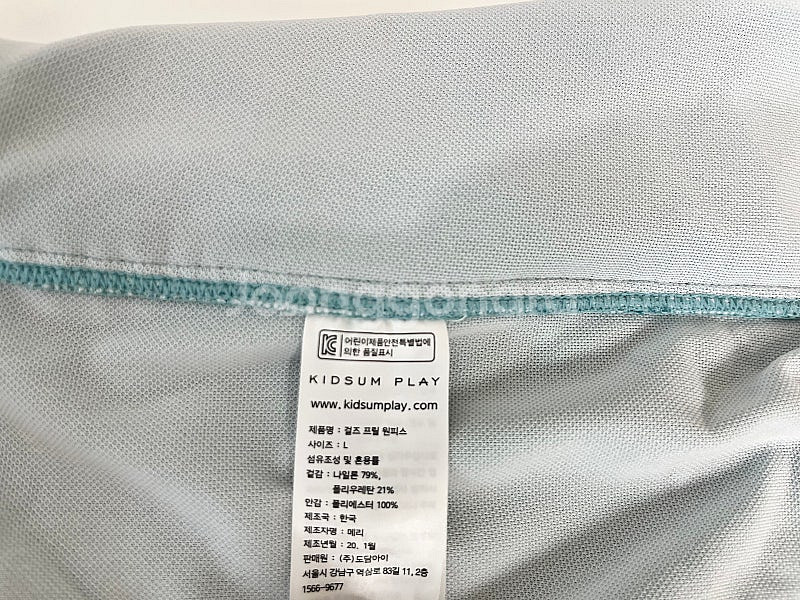 어린이제품안전특별법에
의한 품질표시
KIDSUM PLAY
www.kidsumplay.com
제품명 : 걸즈 프릴 원피스
사이즈 : L
섬유조성 및 혼용률
겉감 : 나일론 79%,
폴리우레탄 21%
안감 : 폴리에스터 100%
제조국 : 한국
제조자명 : 메리
제조년월 : 20. 1월
판매원 : (주)도담아이
서울시 강남구 역삼로 83길 11, 2층
1566-9677